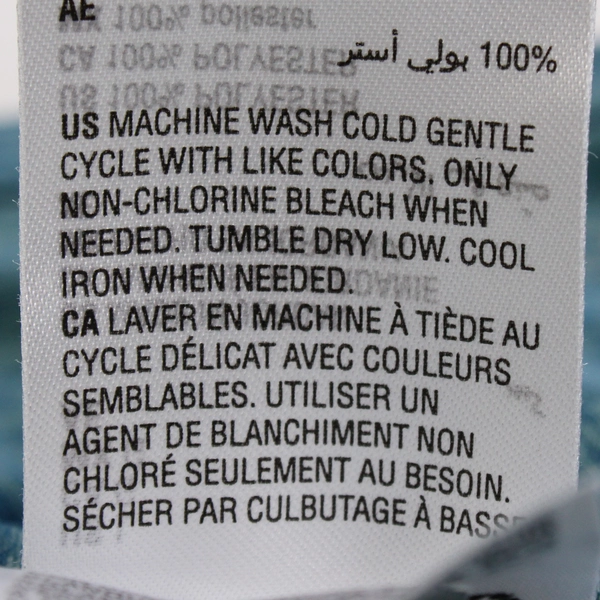 AE
100% بولي أستر
US MACHINE WASH COLD GENTLE
CYCLE WITH LIKE COLORS. ONLY
NON-CHLORINE BLEACH WHEN
NEEDED. TUMBLE DRY LOW. COOL
IRON WHEN NEEDED.
CA LAVER EN MACHINE À TIÈDE AU
CYCLE DÉLICAT AVEC COULEURS
SEMBLABLES. UTILISER UN
AGENT DE BLANCHIMENT NON
CHLORÉ SEULEMENT AU BESOIN.
SÉCHER PAR CULBUTAGE À